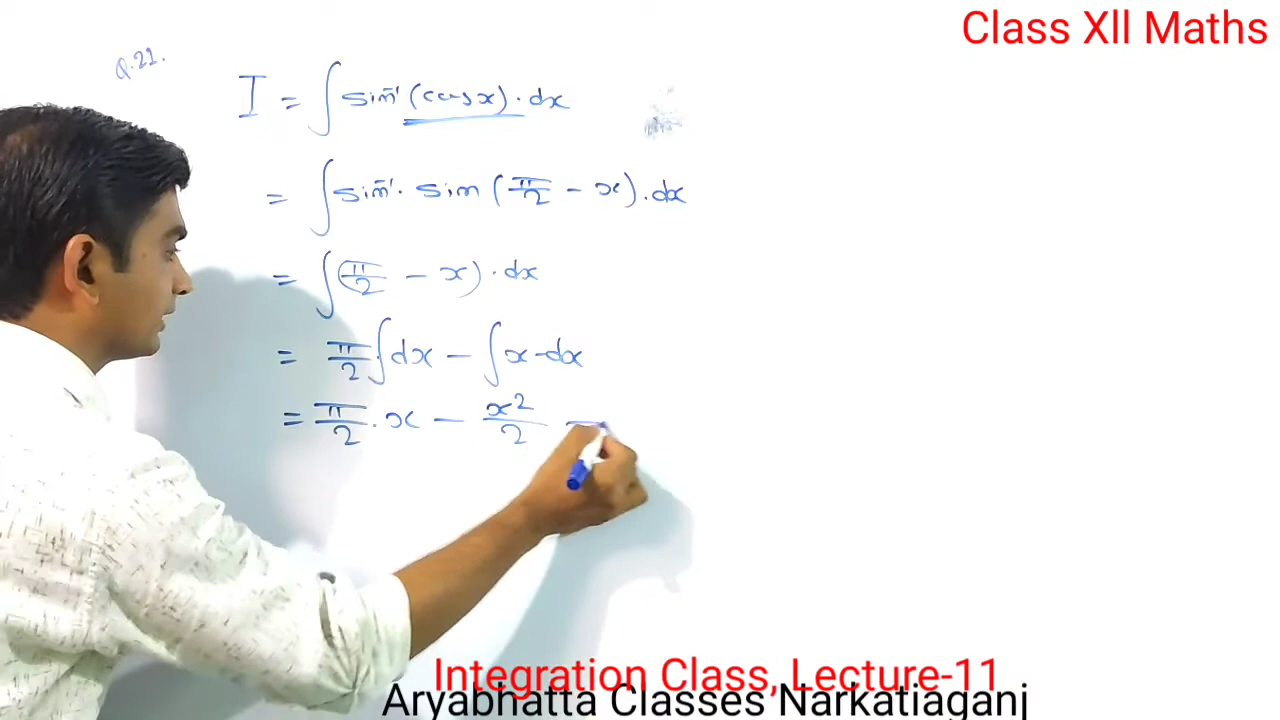 Class XII Maths
Q.21.
I = ∫ sin⁻¹ (cos x) · dx
= ∫ sin⁻¹ · sin (π/2 − x) · dx
= ∫ (π/2 − x) · dx
= π/2 · ∫ dx − ∫ x · dx
= π/2 · x − x²/2
Integration Class, Lecture-11
Aryabhatta Classes Narkatiaganj